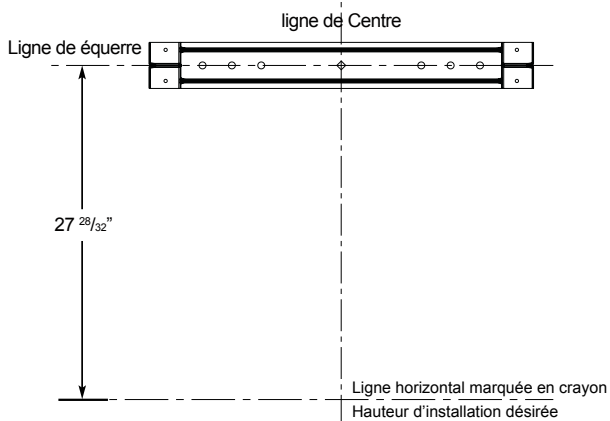 ligne de Centre
Ligne de équerre
27 28/32”
Ligne horizontal marquée en crayon
Hauteur d’installation désirée